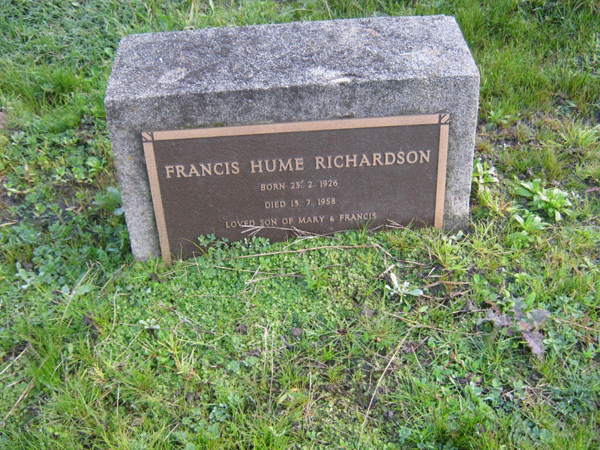 FRANCIS HUME RICHARDSON
BORN 23. 2. 1926
DIED 13. 7. 1958
LOVED SON OF MARY & FRANCIS